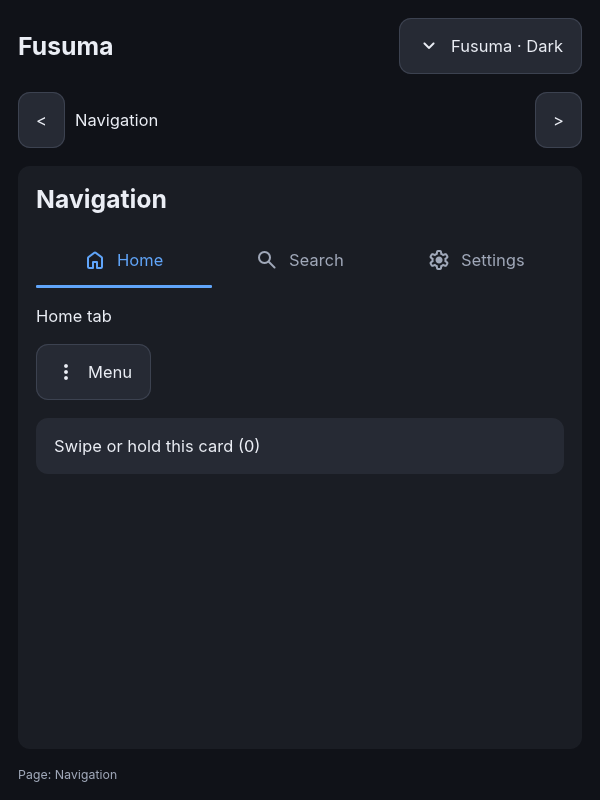 Fusuma
Fusuma · Dark
<
Navigation
>
Navigation
Home
Search
Settings
Home tab
Menu
Swipe or hold this card (0)
Page: Navigation